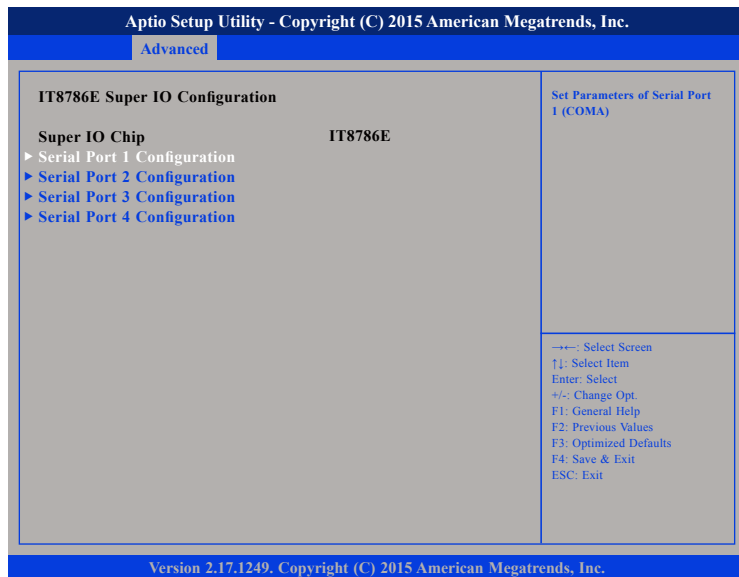 Aptio Setup Utility - Copyright (C) 2015 American Megatrends, Inc.
Advanced
IT8786E Super IO Configuration
Super IO Chip IT8786E
▶ Serial Port 1 Configuration
▶ Serial Port 2 Configuration
▶ Serial Port 3 Configuration
▶ Serial Port 4 Configuration
Set Parameters of Serial Port
1 (COMA)
→←: Select Screen
↑↓: Select Item
Enter: Select
+/-: Change Opt.
F1: General Help
F2: Previous Values
F3: Optimized Defaults
F4: Save & Exit
ESC: Exit
Version 2.17.1249. Copyright (C) 2015 American Megatrends, Inc.